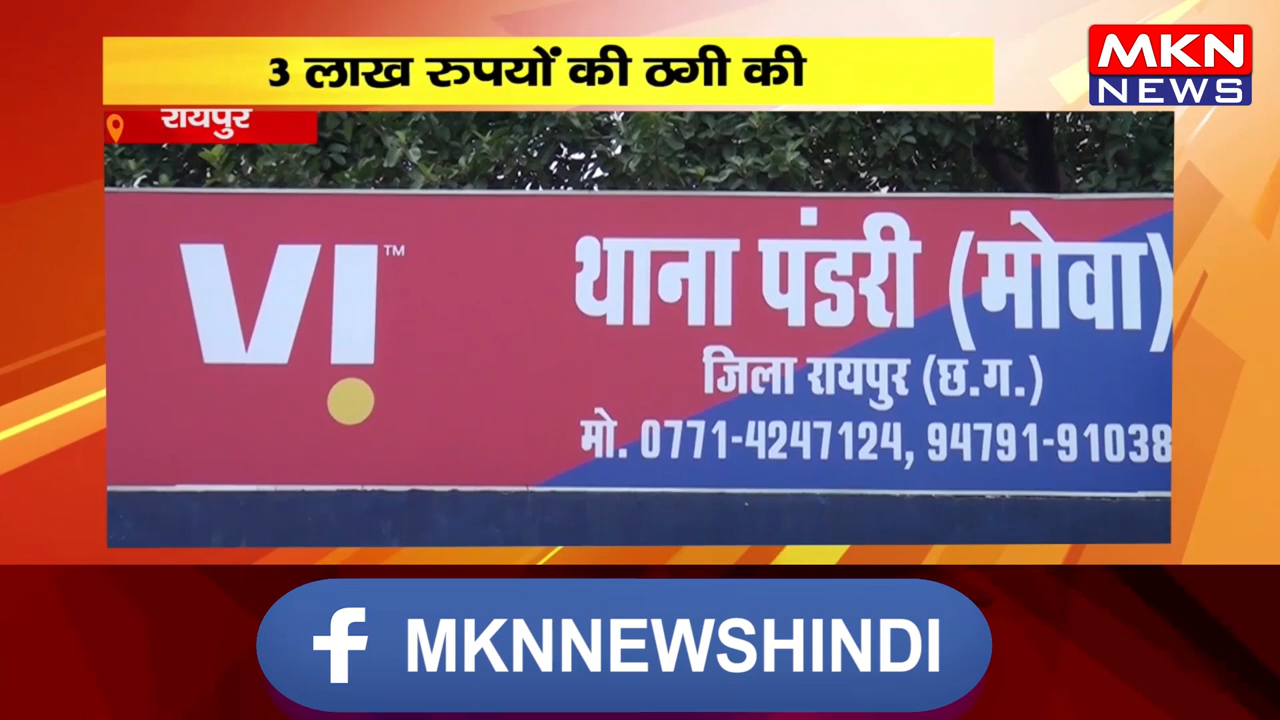 3 लाख रुपयों की ठगी की
MKN
NEWS
रायपुर
VI™
थाना पंडरी (मोवा)
जिला रायपुर (छ.ग.)
मो. 0771-4247124, 94791-91038
MKNNEWSHINDI